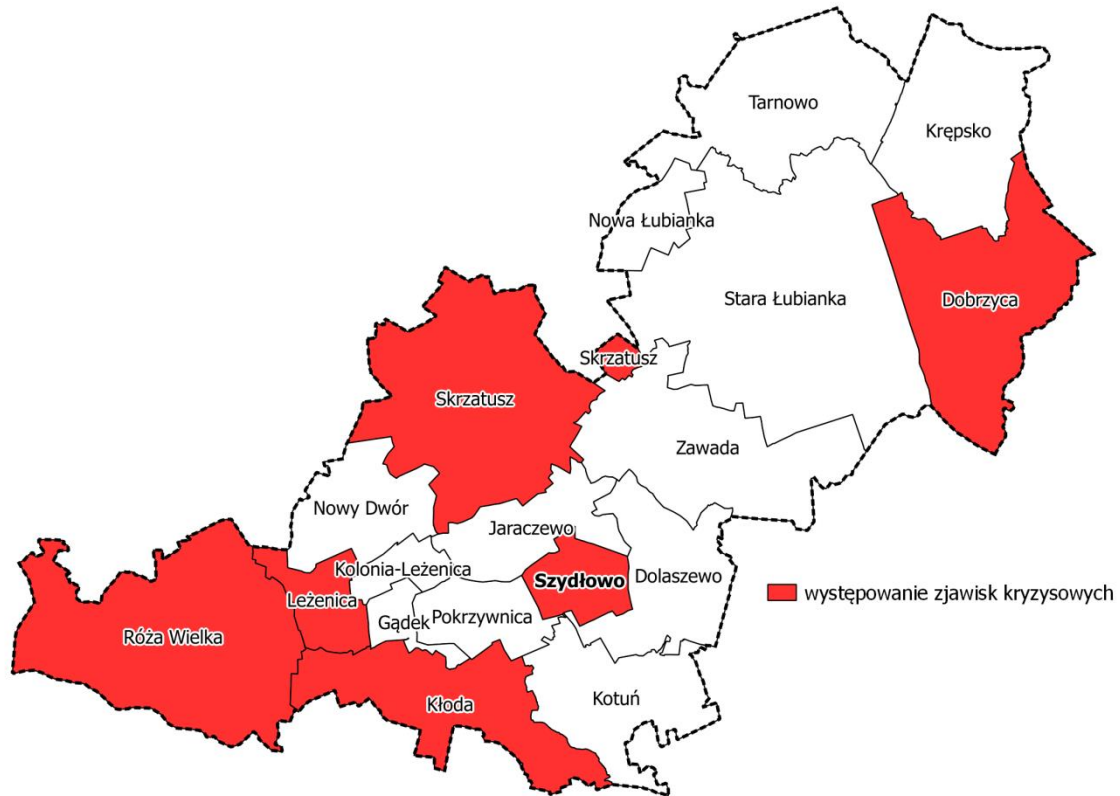 Tarnowo
Krępsko
Nowa Łubianka
Stara Łubianka
Dobrzyca
Skrzatusz
Skrzatusz
Zawada
Nowy Dwór
Jaraczewo
Kolonia-Leżenica
Szydłowo
Dolaszewo
Leżenica
występowanie zjawisk kryzysowych
Gądek
Pokrzywnica
Róża Wielka
Kłoda
Kotuń